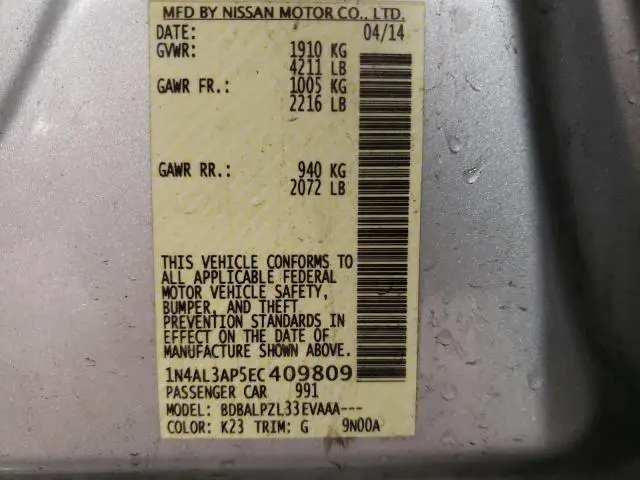 MFD BY NISSAN MOTOR CO., LTD.
DATE: 04/14
GVWR: 1910 KG
4211 LB
GAWR FR.: 1005 KG
2216 LB
GAWR RR.: 940 KG
2072 LB
THIS VEHICLE CONFORMS TO
ALL APPLICABLE FEDERAL
MOTOR VEHICLE SAFETY,
BUMPER, AND THEFT
PREVENTION STANDARDS IN
EFFECT ON THE DATE OF
MANUFACTURE SHOWN ABOVE.
1N4AL3AP5EC409809
PASSENGER CAR 991
MODEL: BDBALPZL33EVAAA---
COLOR: K23 TRIM: G 9N00A